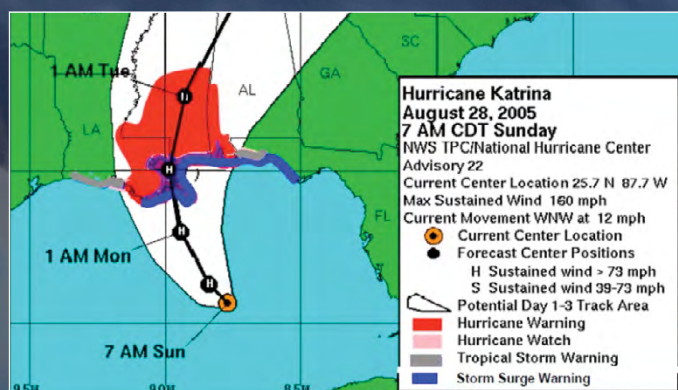 1 AM Tue
SC
GA
AL
LA
FL
H
H
H
H
1 AM Mon
7 AM Sun
95W
90W
85W
Hurricane Katrina
August 28, 2005
7 AM CDT Sunday
NWS TPC/National Hurricane Center
Advisory 22
Current Center Location 25.7 N 87.7 W
Max Sustained Wind 160 mph
Current Movement WNW at 12 mph
Current Center Location
Forecast Center Positions
H Sustained wind > 73 mph
S Sustained wind 39-73 mph
Potential Day 1-3 Track Area
Hurricane Warning
Hurricane Watch
Tropical Storm Warning
Storm Surge Warning